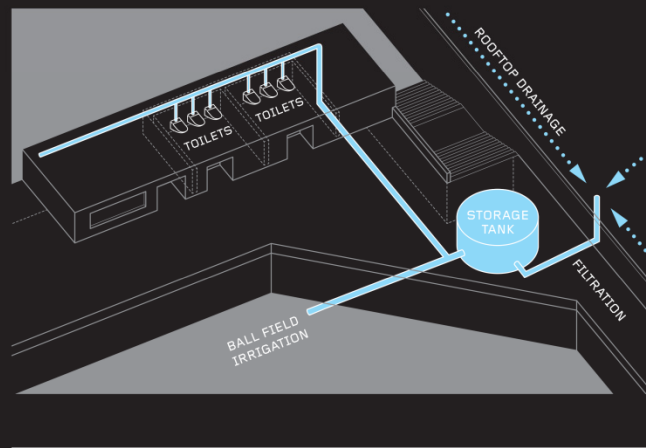 ROOFTOP DRAINAGE
TOILETS
TOILETS
STORAGE
TANK
FILTRATION
BALL FIELD
IRRIGATION